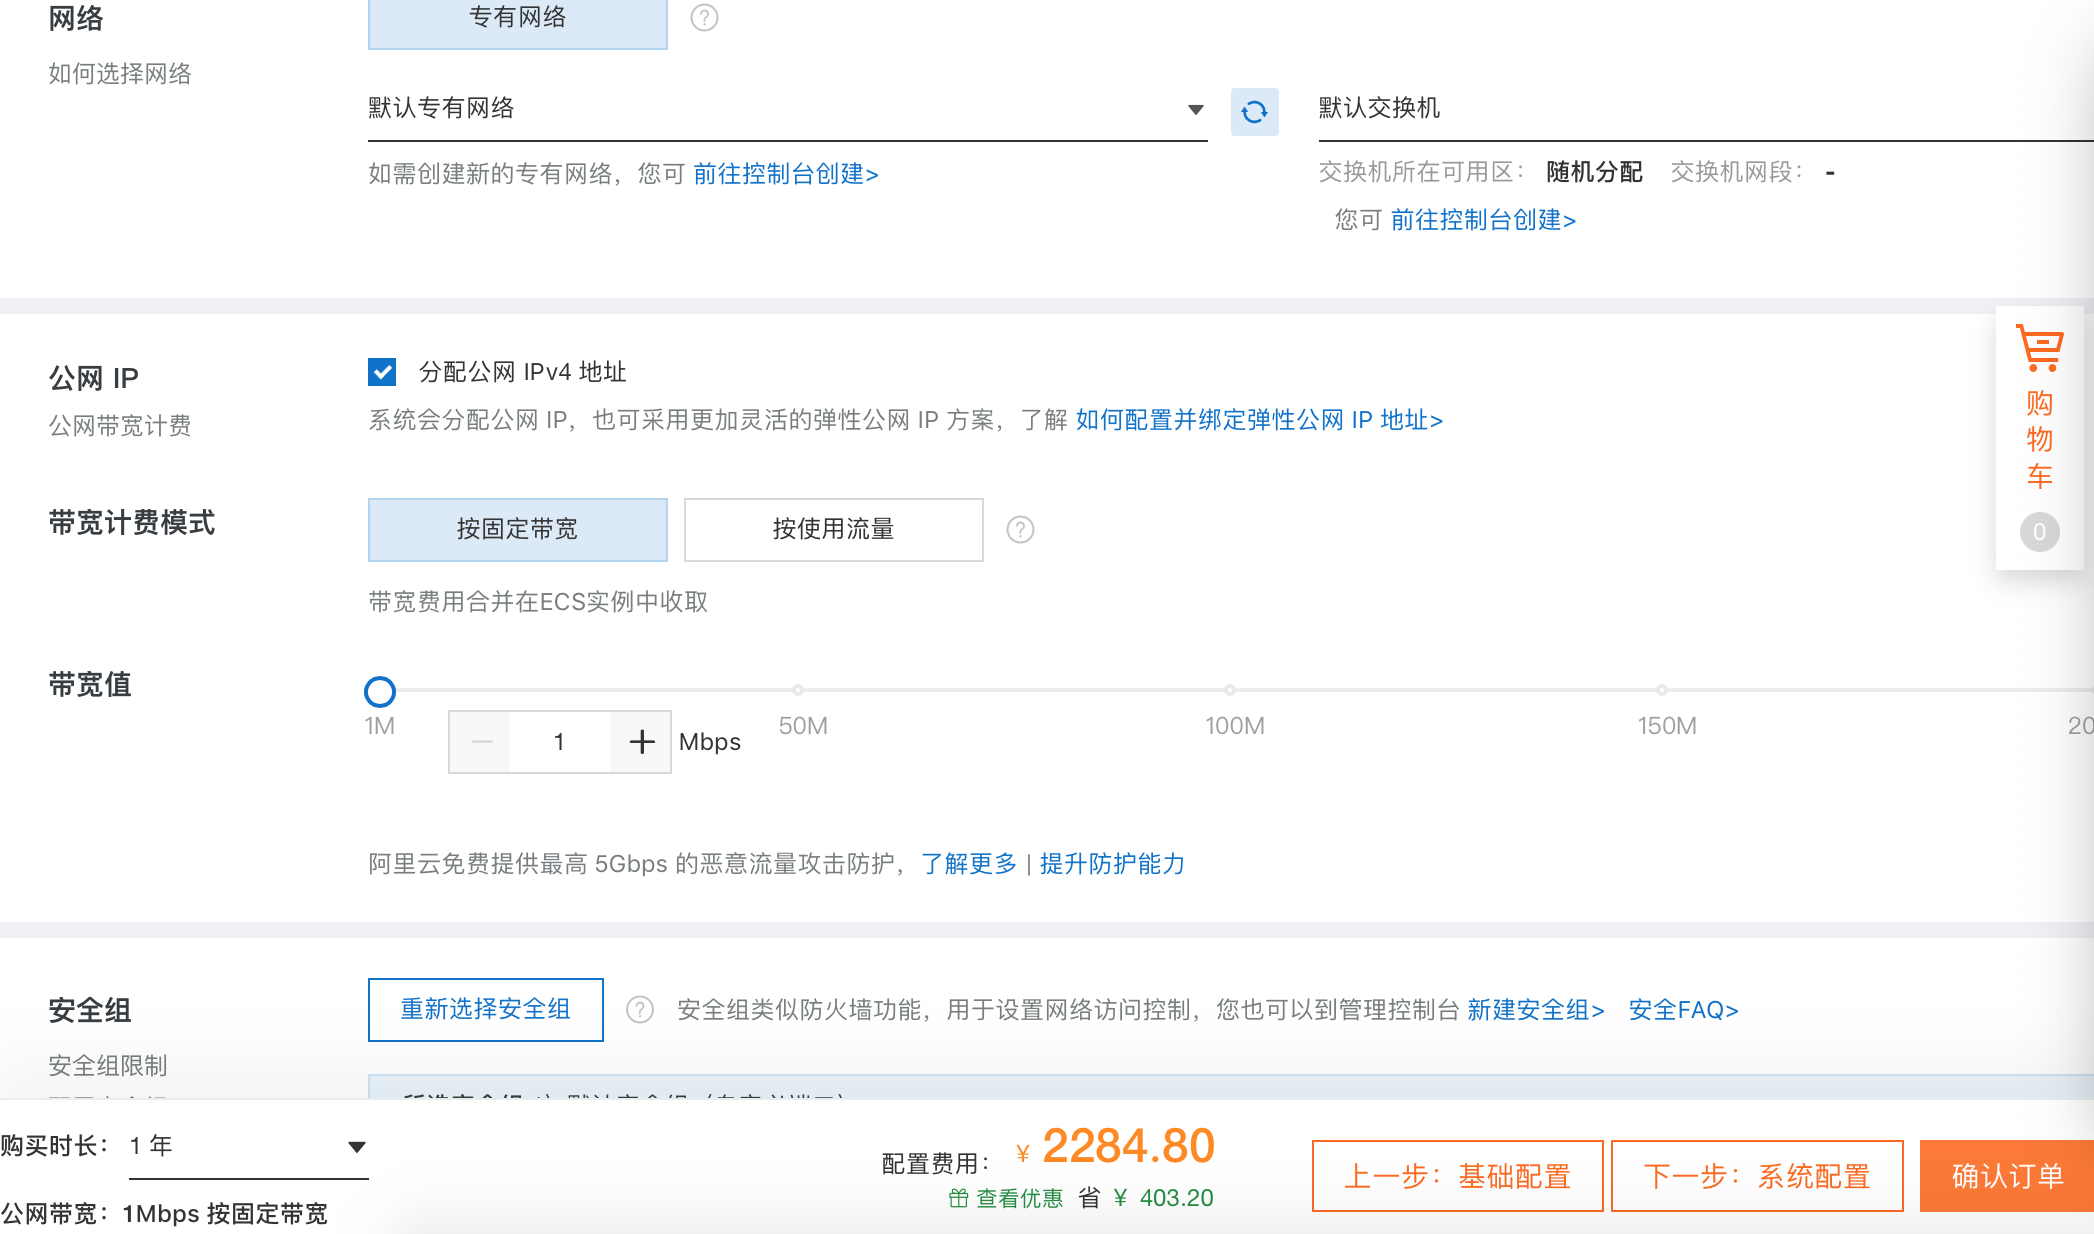 网络
专有网络
?
如何选择网络
默认专有网络
默认交换机
如需创建新的专有网络，您可 前往控制台创建>
交换机所在可用区： 随机分配 交换机网段： -
您可 前往控制台创建>
公网 IP
分配公网 IPv4 地址
公网带宽计费
系统会分配公网 IP，也可采用更加灵活的弹性公网 IP 方案，了解 如何配置并绑定弹性公网 IP 地址>
购物车
0
带宽计费模式
按固定带宽
按使用流量
?
带宽费用合并在ECS实例中收取
带宽值
1M
50M
100M
150M
20
1
Mbps
阿里云免费提供最高 5Gbps 的恶意流量攻击防护，了解更多 | 提升防护能力
安全组
重新选择安全组
?
安全组类似防火墙功能，用于设置网络访问控制，您也可以到管理控制台 新建安全组> 安全FAQ>
安全组限制
购买时长： 1 年
配置费用： ¥ 2284.80
查看优惠 省 ¥ 403.20
上一步：基础配置
下一步：系统配置
确认订单
公网带宽：1Mbps 按固定带宽